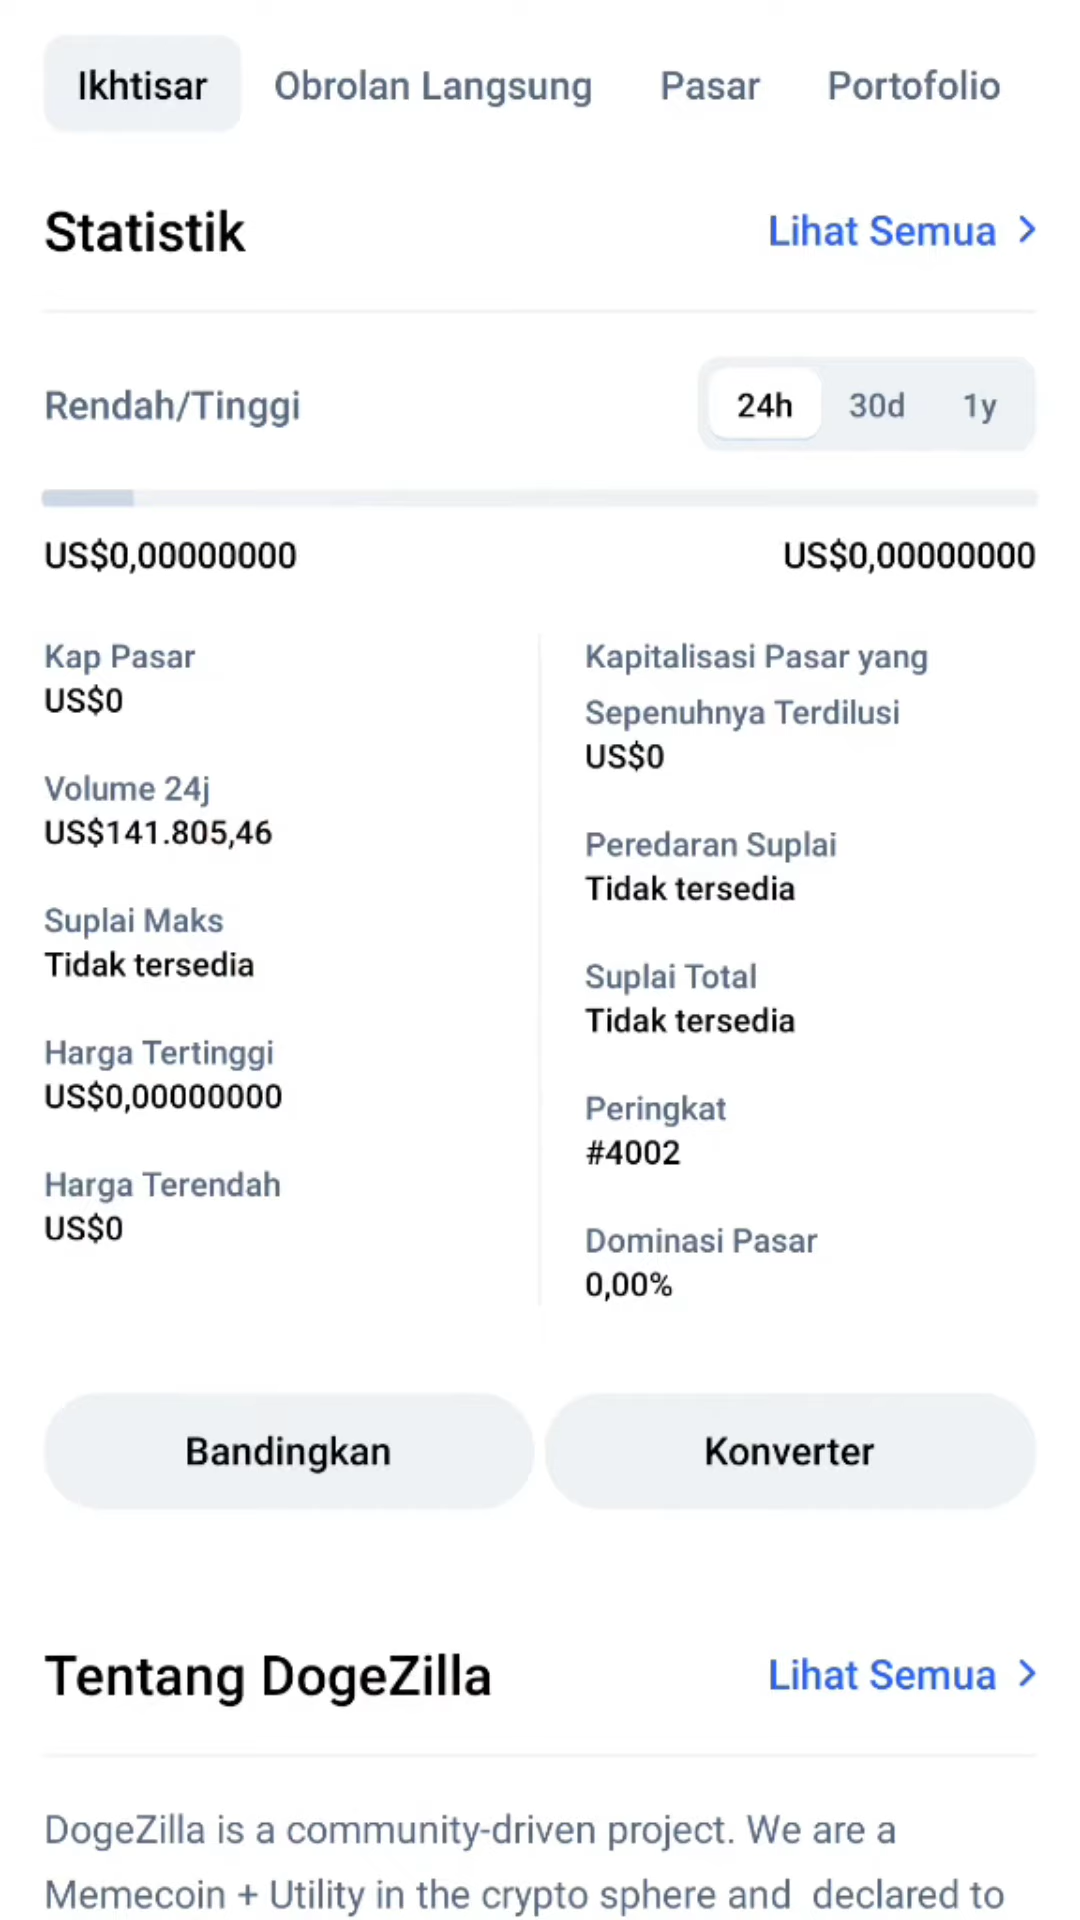 Ikhtisar Obrolan Langsung Pasar Portofolio
Statistik Lihat Semua >
Rendah/Tinggi 24h 30d 1y
US$0,00000000 US$0,00000000
Kap Pasar
US$0
Volume 24j
US$141.805,46
Suplai Maks
Tidak tersedia
Harga Tertinggi
US$0,00000000
Harga Terendah
US$0
Kapitalisasi Pasar yang
Sepenuhnya Terdilusi
US$0
Peredaran Suplai
Tidak tersedia
Suplai Total
Tidak tersedia
Peringkat
#4002
Dominasi Pasar
0,00%
Bandingkan Konverter
Tentang DogeZilla Lihat Semua >
DogeZilla is a community-driven project. We are a
Memecoin + Utility in the crypto sphere and declared to